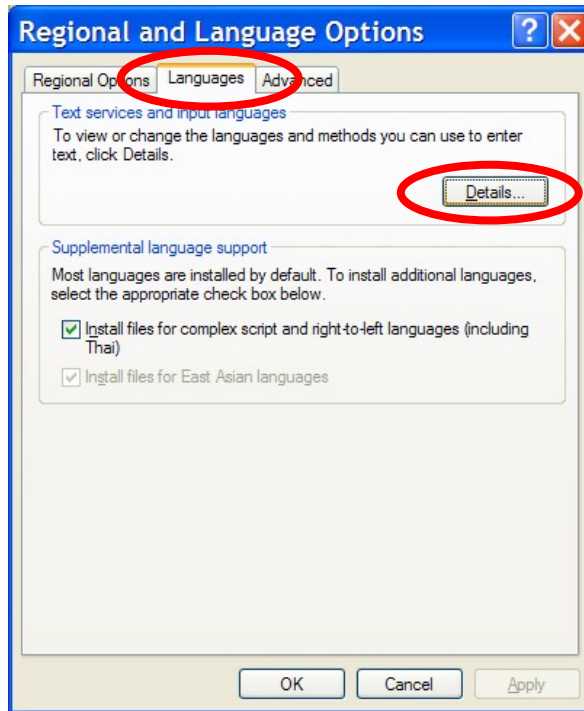 Regional and Language Options
Regional Options Languages Advanced
Text services and input languages
To view or change the languages and methods you can use to enter
text, click Details.
Details...
Supplemental language support
Most languages are installed by default. To install additional languages,
select the appropriate check box below.
Install files for complex script and right-to-left languages (including
Thai)
Install files for East Asian languages
OK Cancel Apply